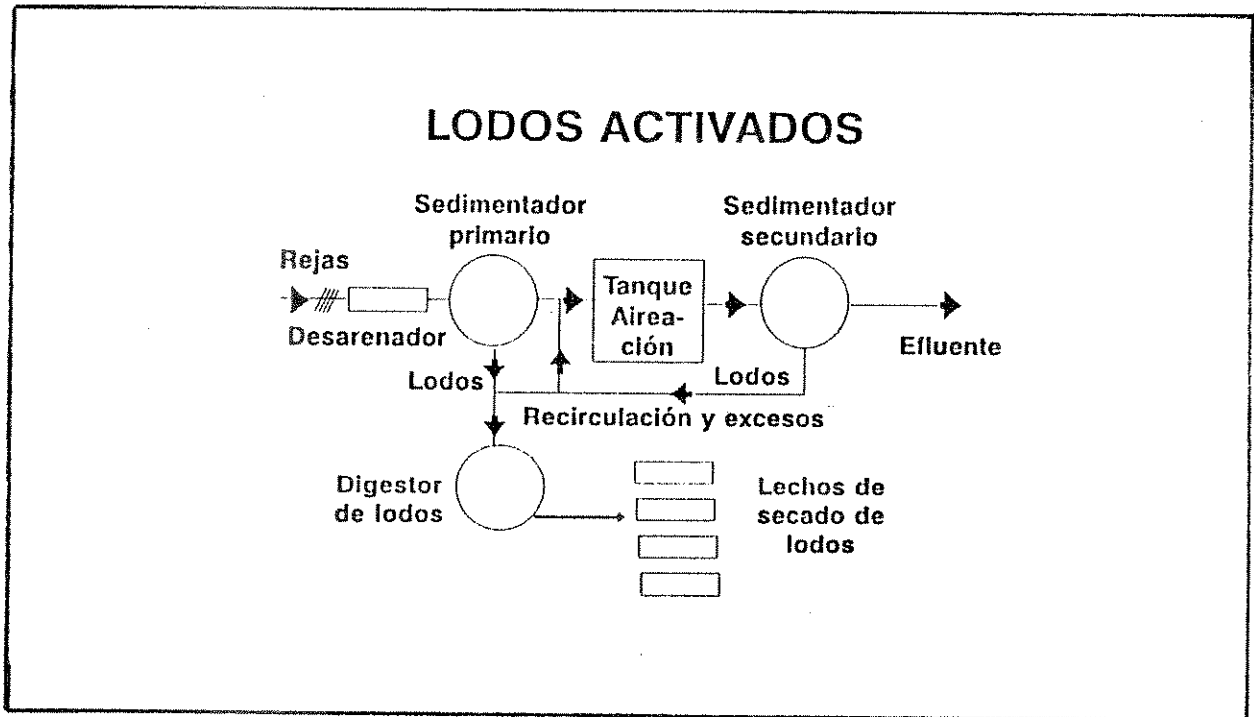 LODOS ACTIVADOS
Sedimentador
primario
Sedimentador
secundario
Rejas
Desarenador
Tanque
Airea-
ción
Efluente
Lodos
Lodos
Recirculación y excesos
Digestor
de lodos
Lechos de
secado de
lodos